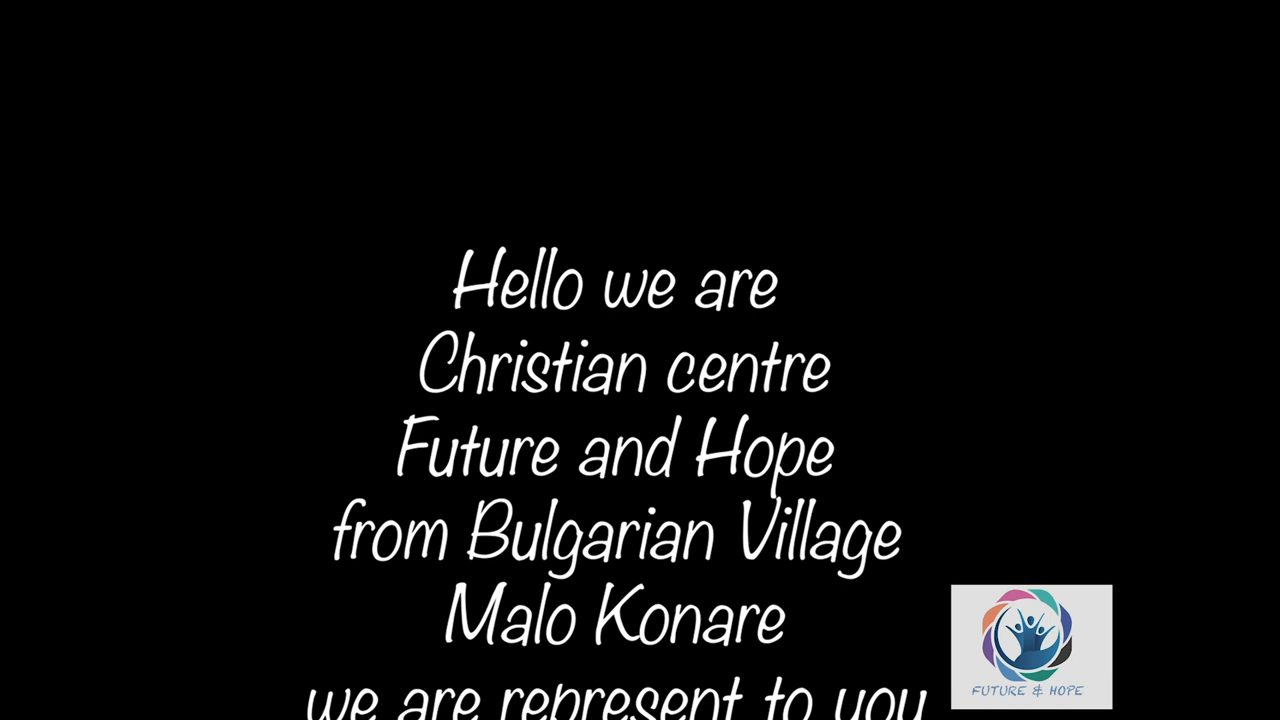 Hello we are
Christian centre
Future and Hope
from Bulgarian Village
Malo Konare
we are represent to you
FUTURE & HOPE